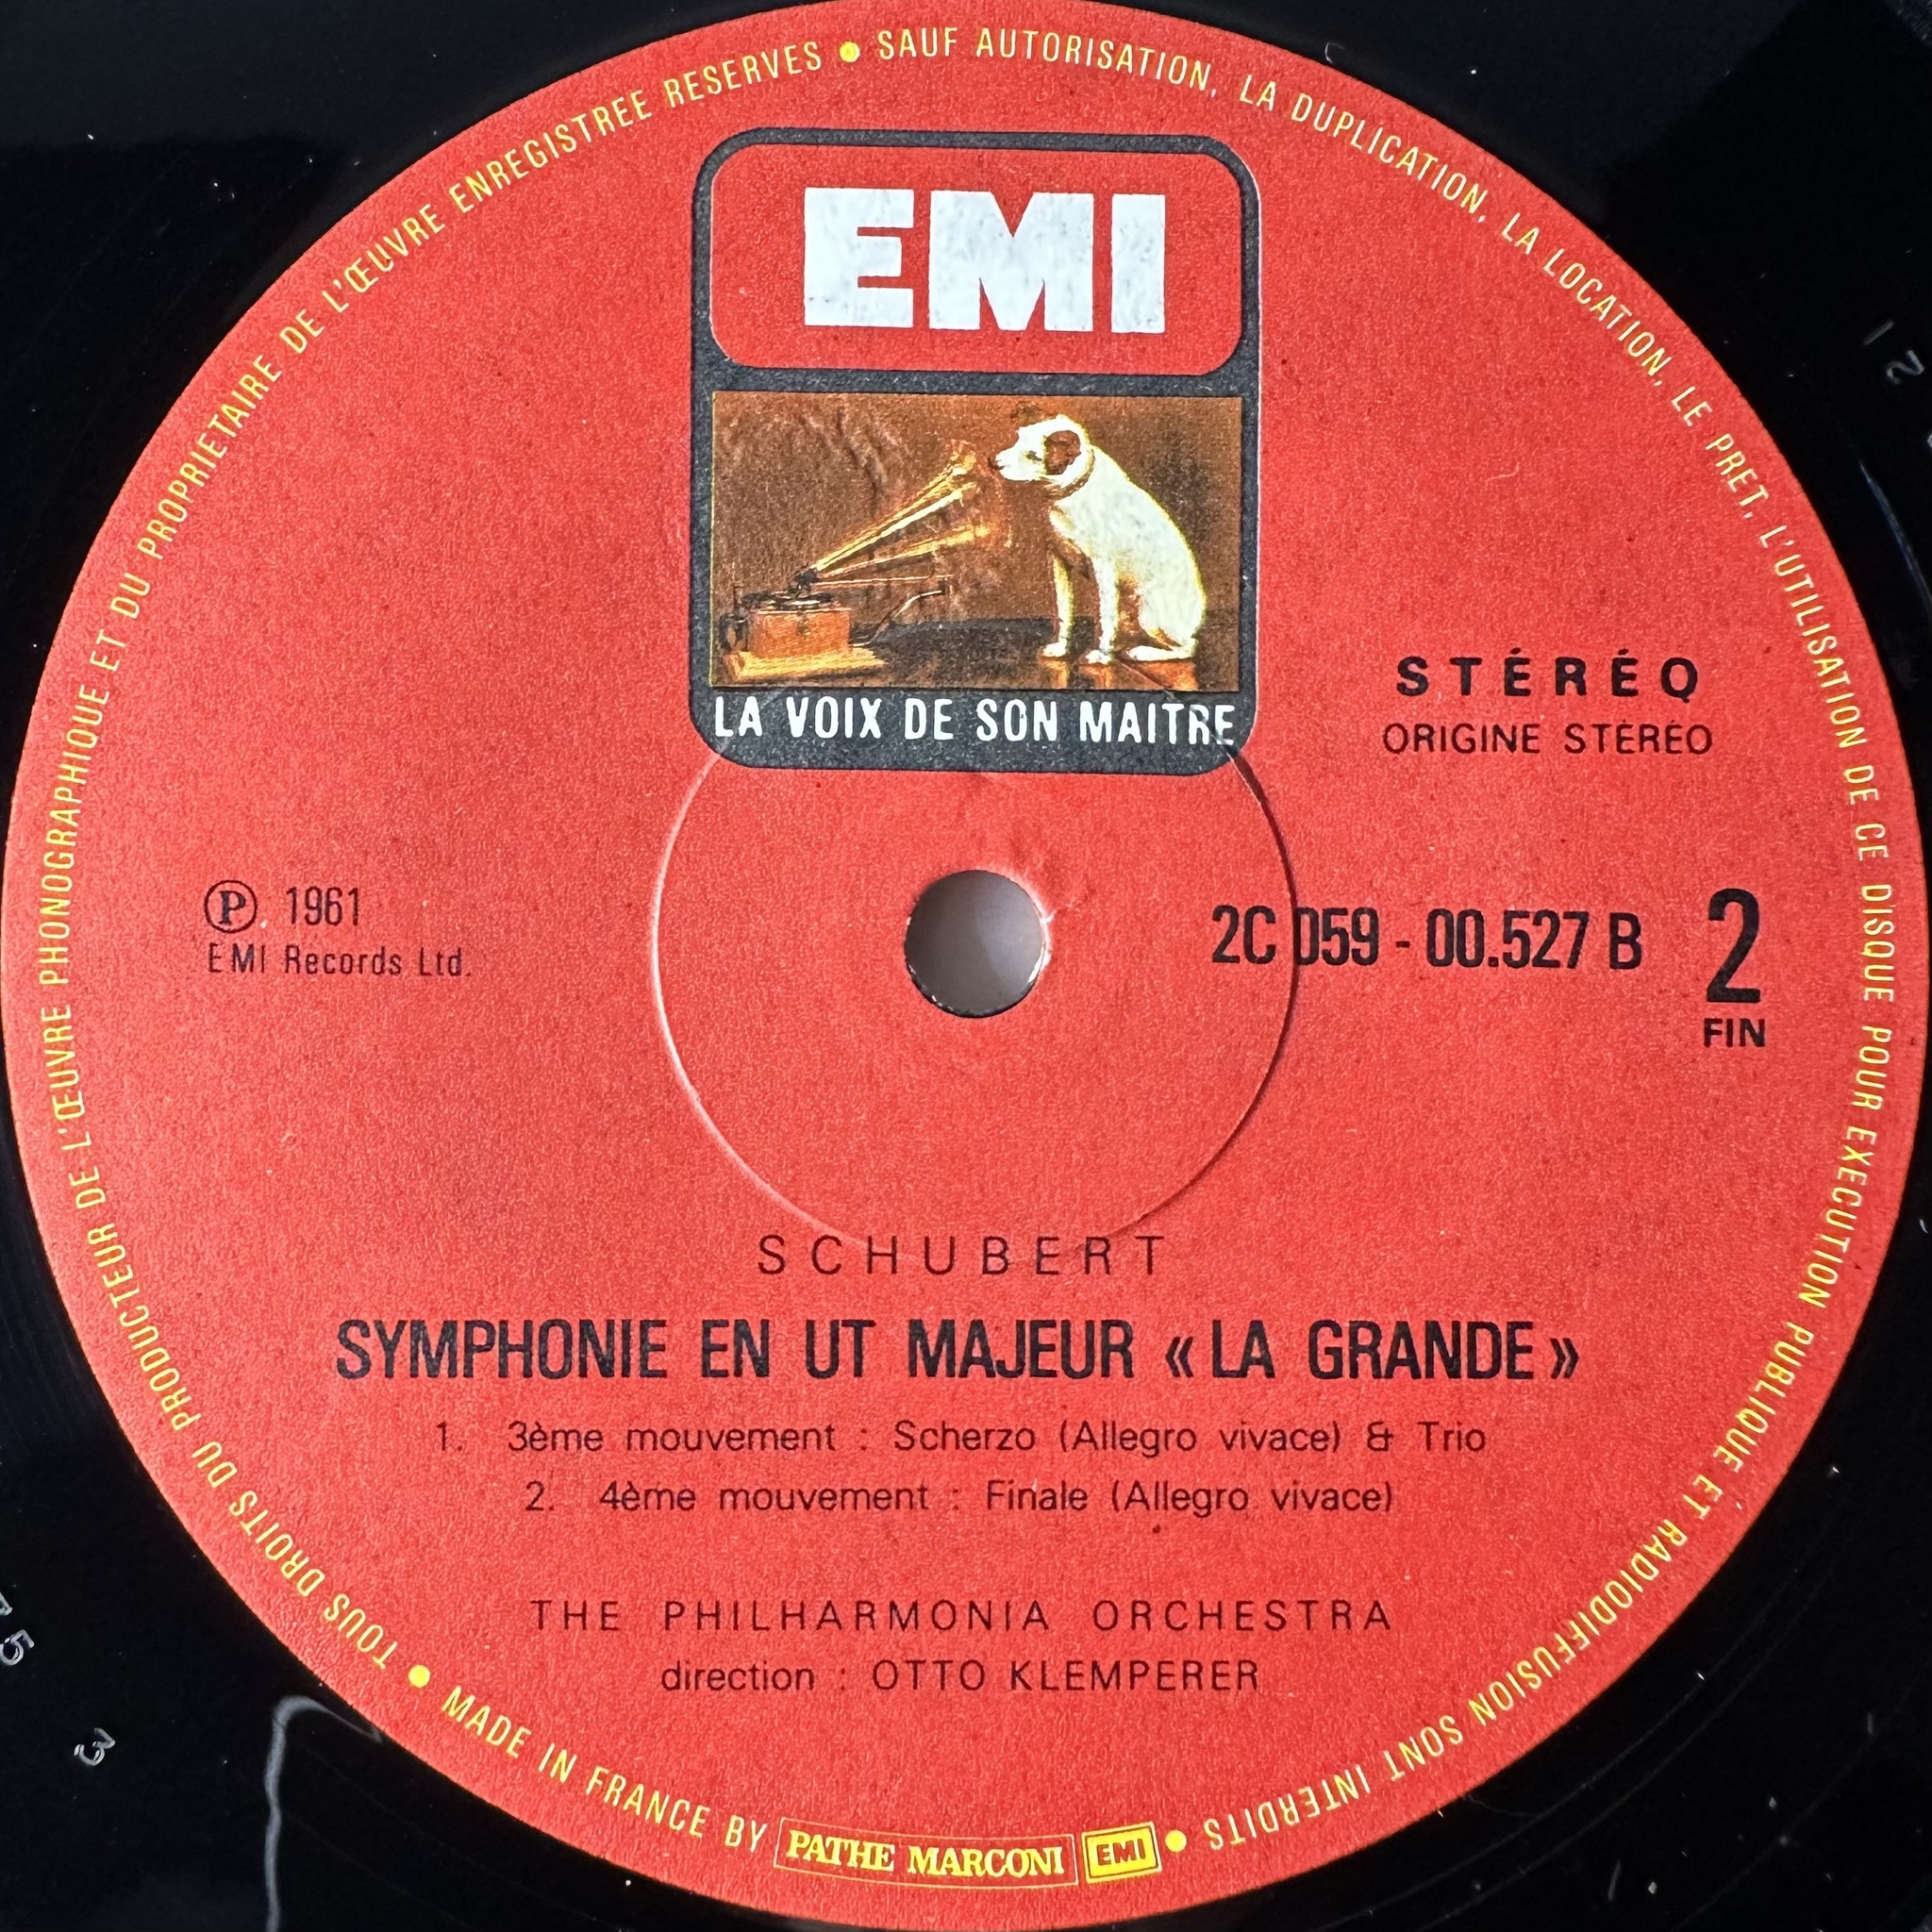 TOUS DROITS DU PRODUCTEUR DE L'ŒUVRE PHONOGRAPHIQUE ET DU PROPRIETAIRE DE L'ŒUVRE ENREGISTREE RESERVES • SAUF AUTORISATION, LA DUPLICATION, LA LOCATION, LE PRET, L'UTILISATION DE CE DISQUE POUR EXECUTION PUBLIQUE ET RADIODIFFUSION SONT INTERDITS •
EMI
LA VOIX DE SON MAITRE
STÉRÉO
ORIGINE STÉRÉO
℗ 1961
EMI Records Ltd.
2C 059 - 00.527 B
2
FIN
SCHUBERT
SYMPHONIE EN UT MAJEUR « LA GRANDE »
1. 3ème mouvement : Scherzo (Allegro vivace) & Trio
2. 4ème mouvement : Finale (Allegro vivace)
THE PHILHARMONIA ORCHESTRA
direction : OTTO KLEMPERER
• MADE IN FRANCE BY PATHE MARCONI EMI
3